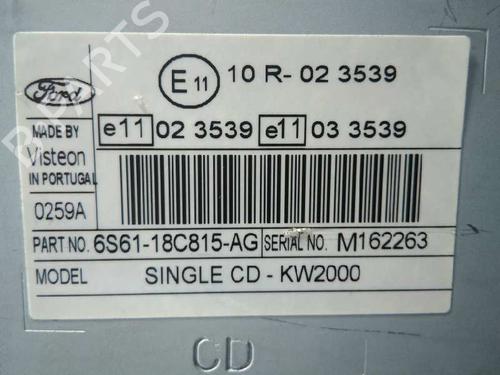 Ford
E 11 10 R- 02 3539
MADE BY
Visteon
IN PORTUGAL
e11 02 3539 e11 03 3539
0259A
PART NO. 6S61-18C815-AG SERIAL NO. M162263
MODEL SINGLE CD - KW2000
CD